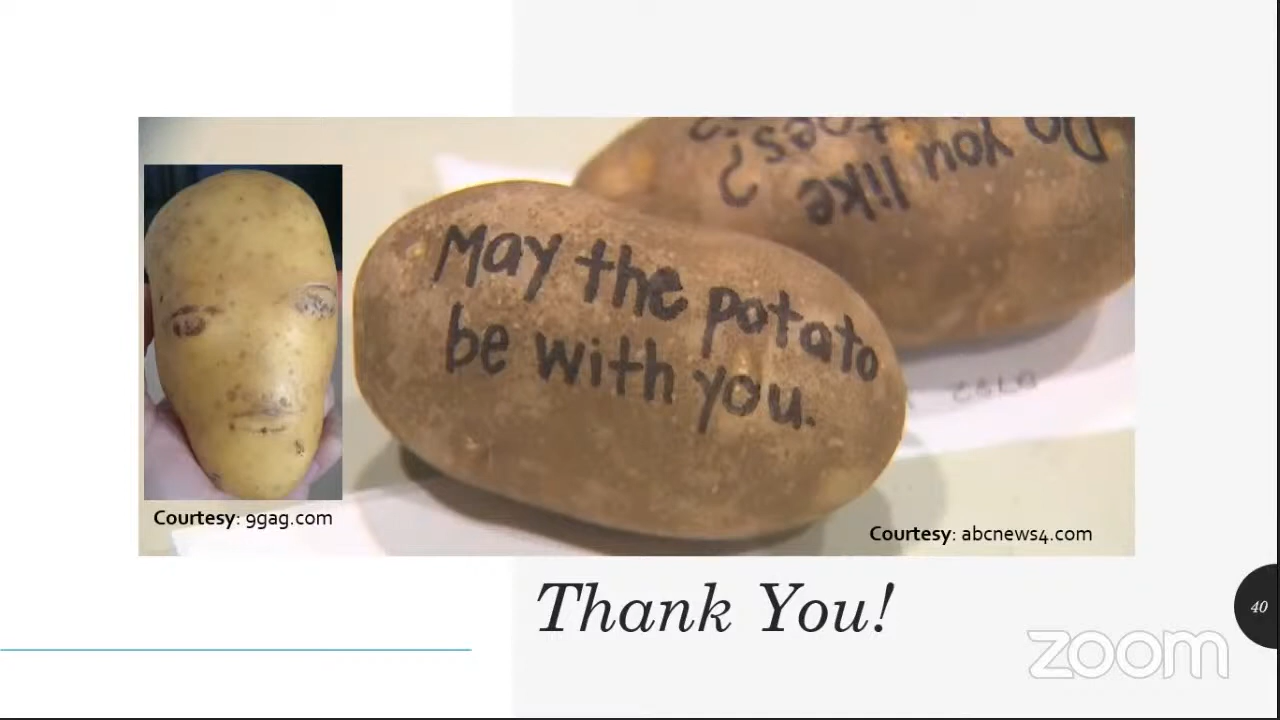 Do you like
?
May the potato
be with you.
Courtesy: 9gag.com
Courtesy: abcnews4.com
Thank You!
40
zoom